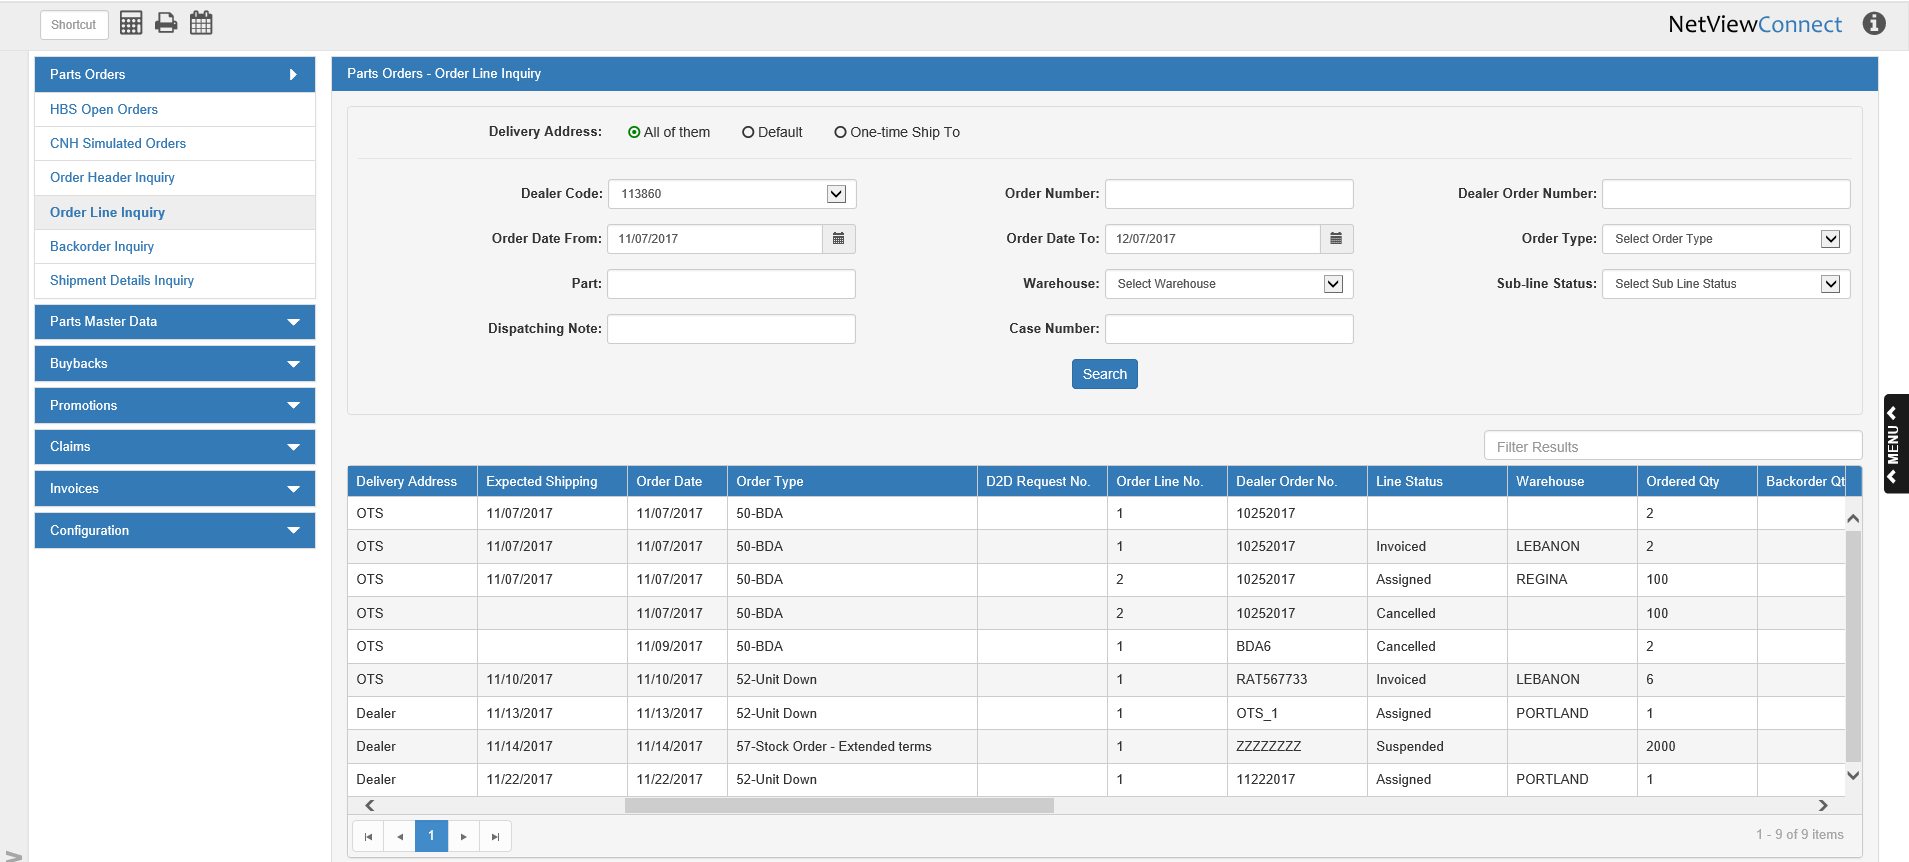 Shortcut
NetViewConnect
Parts Orders
HBS Open Orders
CNH Simulated Orders
Order Header Inquiry
Order Line Inquiry
Backorder Inquiry
Shipment Details Inquiry
Parts Master Data
Buybacks
Promotions
Claims
Invoices
Configuration
Parts Orders - Order Line Inquiry
Delivery Address: All of them Default One-time Ship To
Dealer Code: 113860 Order Number: Dealer Order Number:
Order Date From: 11/07/2017 Order Date To: 12/07/2017 Order Type: Select Order Type
Part: Warehouse: Select Warehouse Sub-line Status: Select Sub Line Status
Dispatching Note: Case Number:
Search
MENU
Filter Results
Delivery Address Expected Shipping Order Date Order Type D2D Request No. Order Line No. Dealer Order No. Line Status Warehouse Ordered Qty Backorder Qt
OTS 11/07/2017 11/07/2017 50-BDA 1 10252017 2
OTS 11/07/2017 11/07/2017 50-BDA 1 10252017 Invoiced LEBANON 2
OTS 11/07/2017 11/07/2017 50-BDA 2 10252017 Assigned REGINA 100
OTS 11/07/2017 50-BDA 2 10252017 Cancelled 100
OTS 11/09/2017 50-BDA 1 BDA6 Cancelled 2
OTS 11/10/2017 11/10/2017 52-Unit Down 1 RAT567733 Invoiced LEBANON 6
Dealer 11/13/2017 11/13/2017 52-Unit Down 1 OTS_1 Assigned PORTLAND 1
Dealer 11/14/2017 11/14/2017 57-Stock Order - Extended terms 1 ZZZZZZZZ Suspended 2000
Dealer 11/22/2017 11/22/2017 52-Unit Down 1 11222017 Assigned PORTLAND 1
1
1 - 9 of 9 items